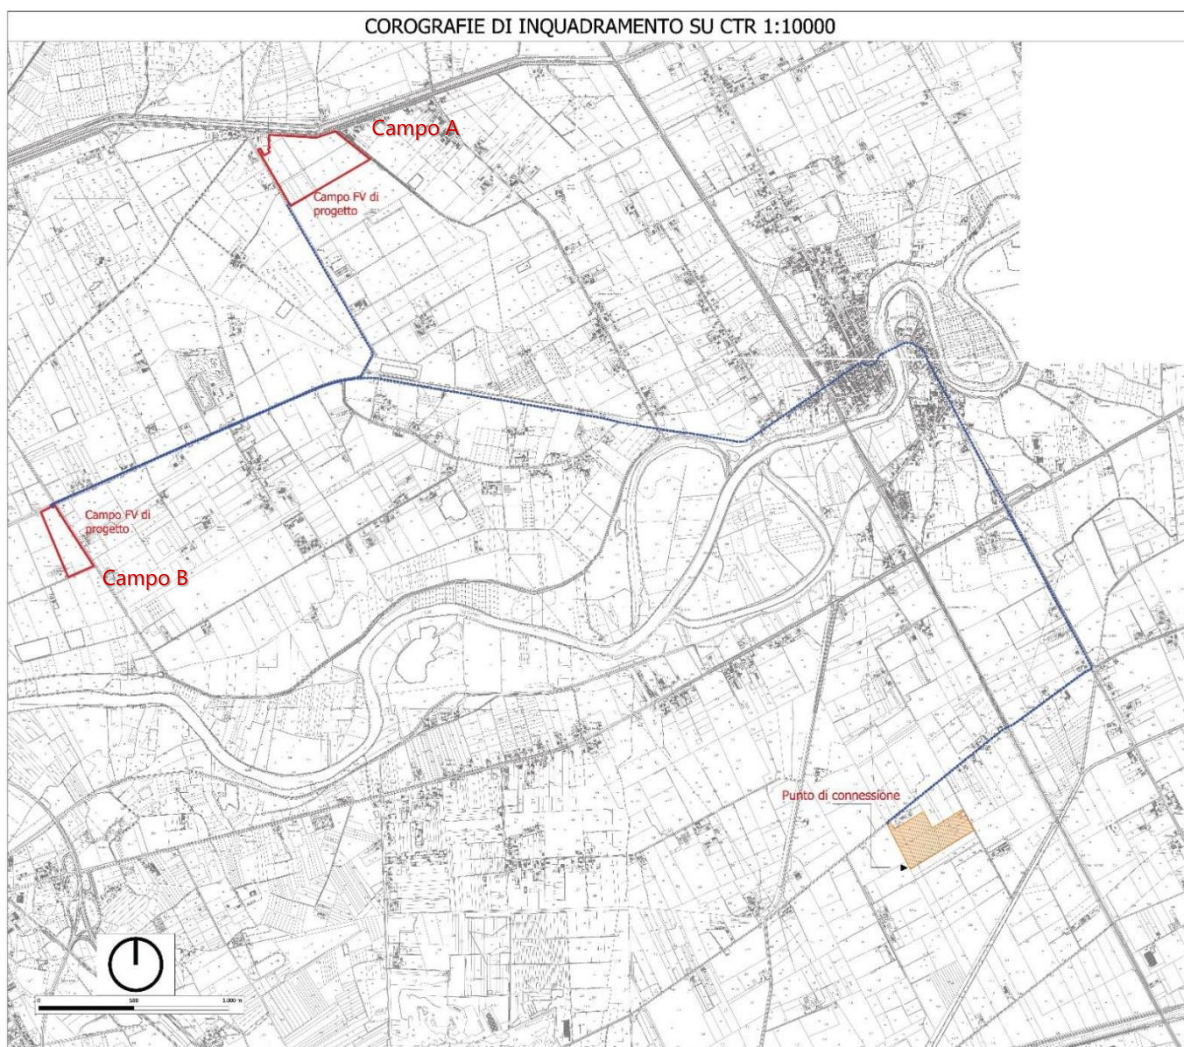 COROGRAFIE DI INQUADRAMENTO SU CTR 1:10000
Campo A
Campo FV di
progetto
Campo FV di
progetto
Campo B
Punto di connessione
0 500 1.000 m